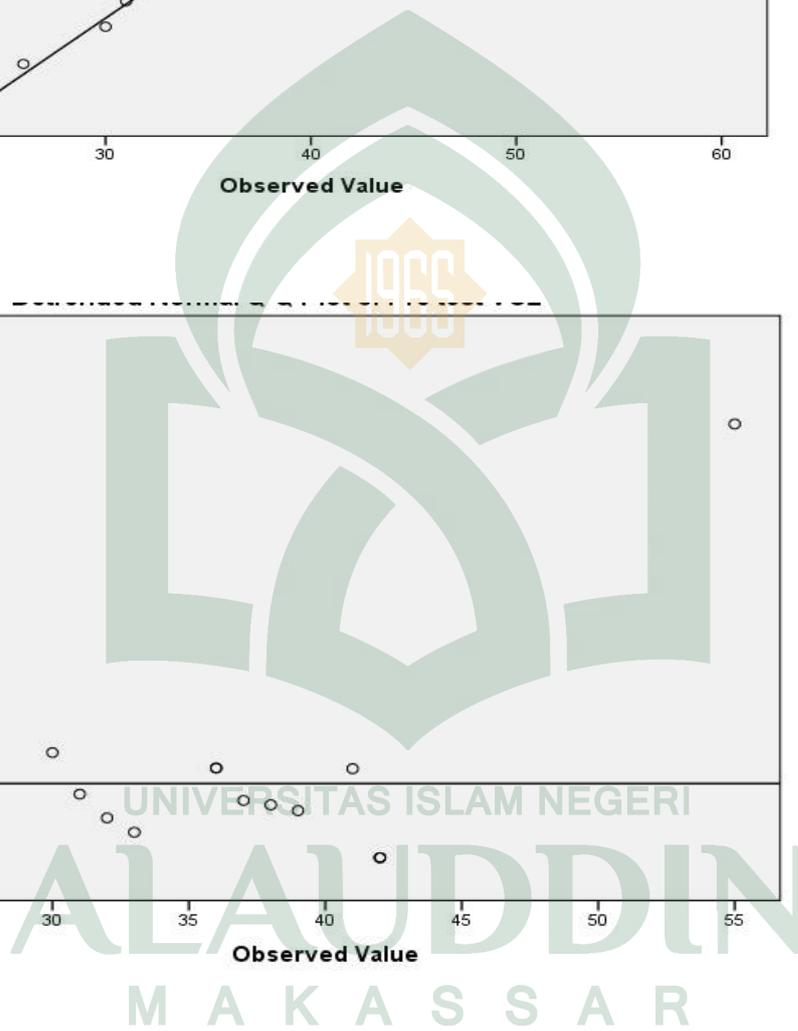 30 40 50 60
Observed Value
1965
30 35 40 45 50 55
Observed Value
UNIVERSITAS ISLAM NEGERI
ALAUDDIN
M A K A S S A R